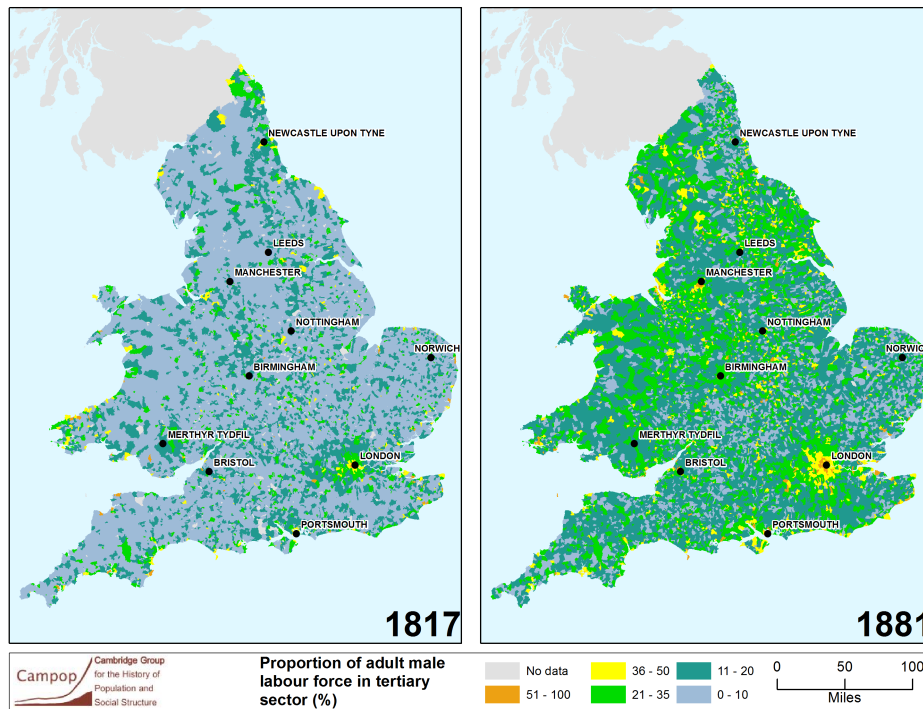 NEWCASTLE UPON TYNE
LEEDS
MANCHESTER
NOTTINGHAM
NORWICH
BIRMINGHAM
MERTHYR TYDFIL
LONDON
BRISTOL
PORTSMOUTH
1817
NEWCASTLE UPON TYNE
LEEDS
MANCHESTER
NOTTINGHAM
NORWIC
BIRMINGHAM
MERTHYR TYDFIL
LONDON
BRISTOL
PORTSMOUTH
1881
Campop
Cambridge Group
for the History of
Population and
Social Structure
Proportion of adult male
labour force in tertiary
sector (%)
No data
51 - 100
36 - 50
21 - 35
11 - 20
0 - 10
0 50 100
Miles